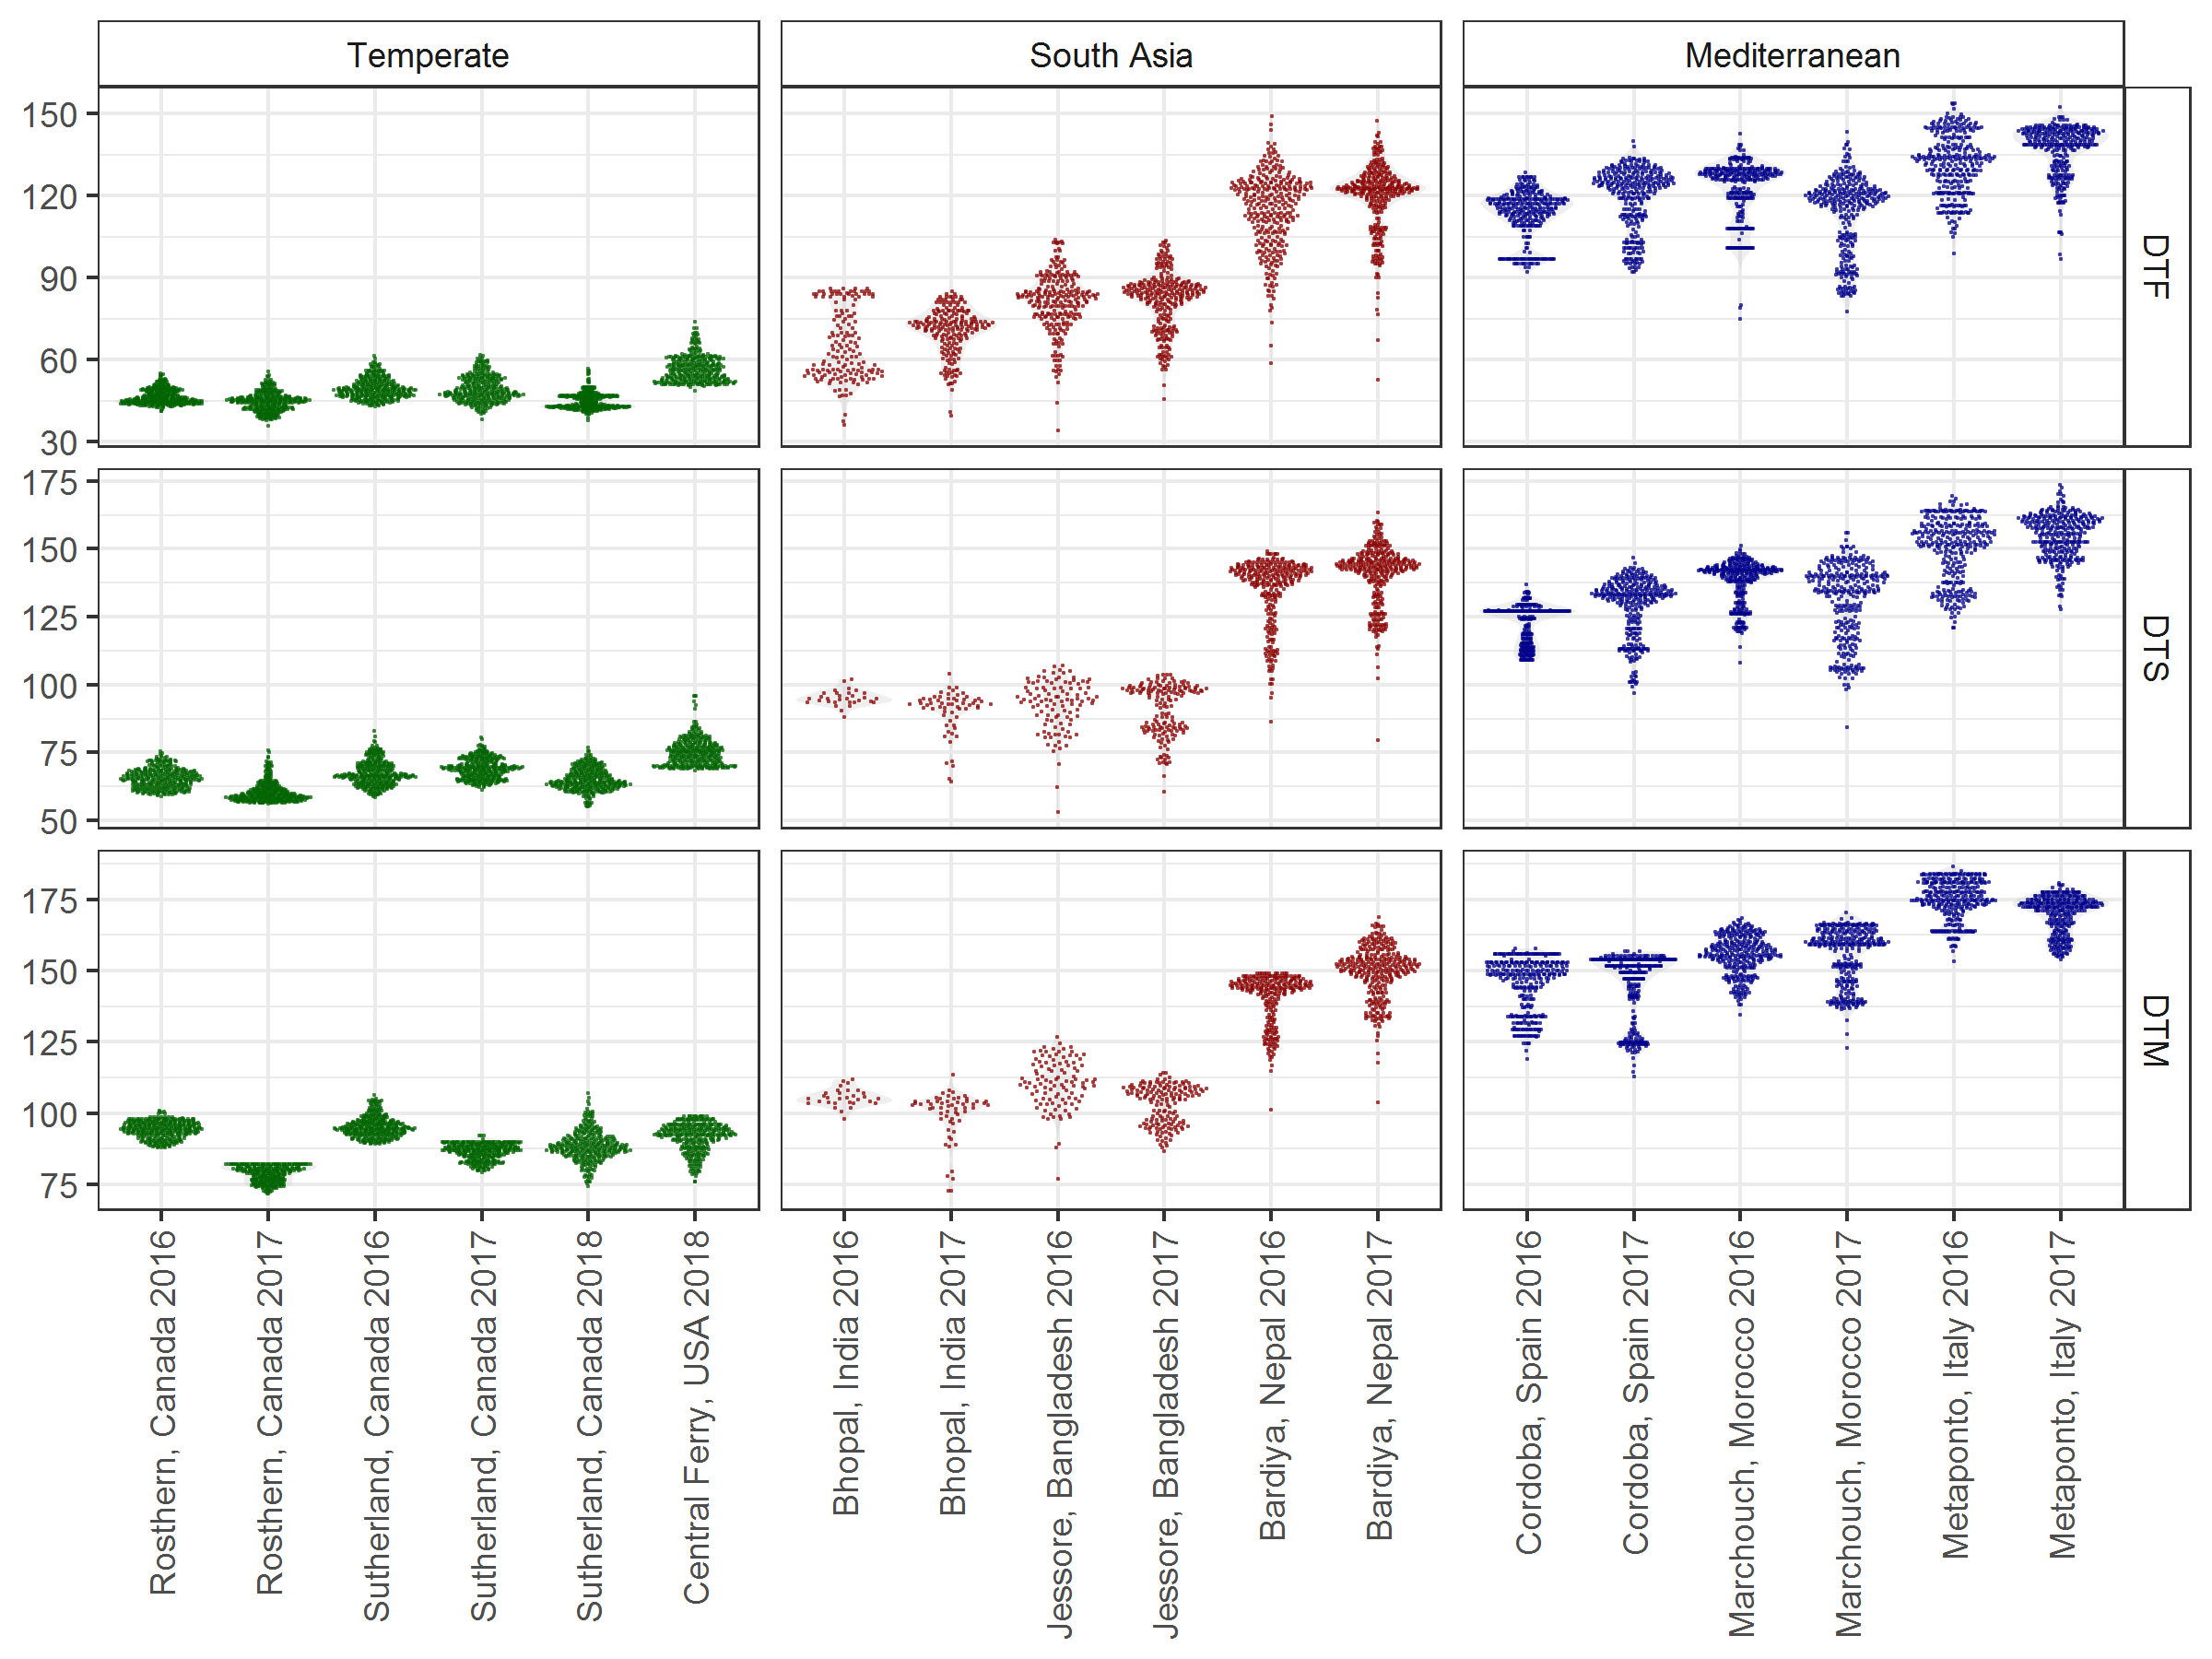 Temperate
South Asia
Mediterranean
150
120
90
60
30
DTF
175
150
125
100
75
50
DTS
175
150
125
100
75
DTM
Rosthern, Canada 2016
Rosthern, Canada 2017
Sutherland, Canada 2016
Sutherland, Canada 2017
Sutherland, Canada 2018
Central Ferry, USA 2018
Bhopal, India 2016
Bhopal, India 2017
Jessore, Bangladesh 2016
Jessore, Bangladesh 2017
Bardiya, Nepal 2016
Bardiya, Nepal 2017
Cordoba, Spain 2016
Cordoba, Spain 2017
Marchouch, Morocco 2016
Marchouch, Morocco 2017
Metaponto, Italy 2016
Metaponto, Italy 2017